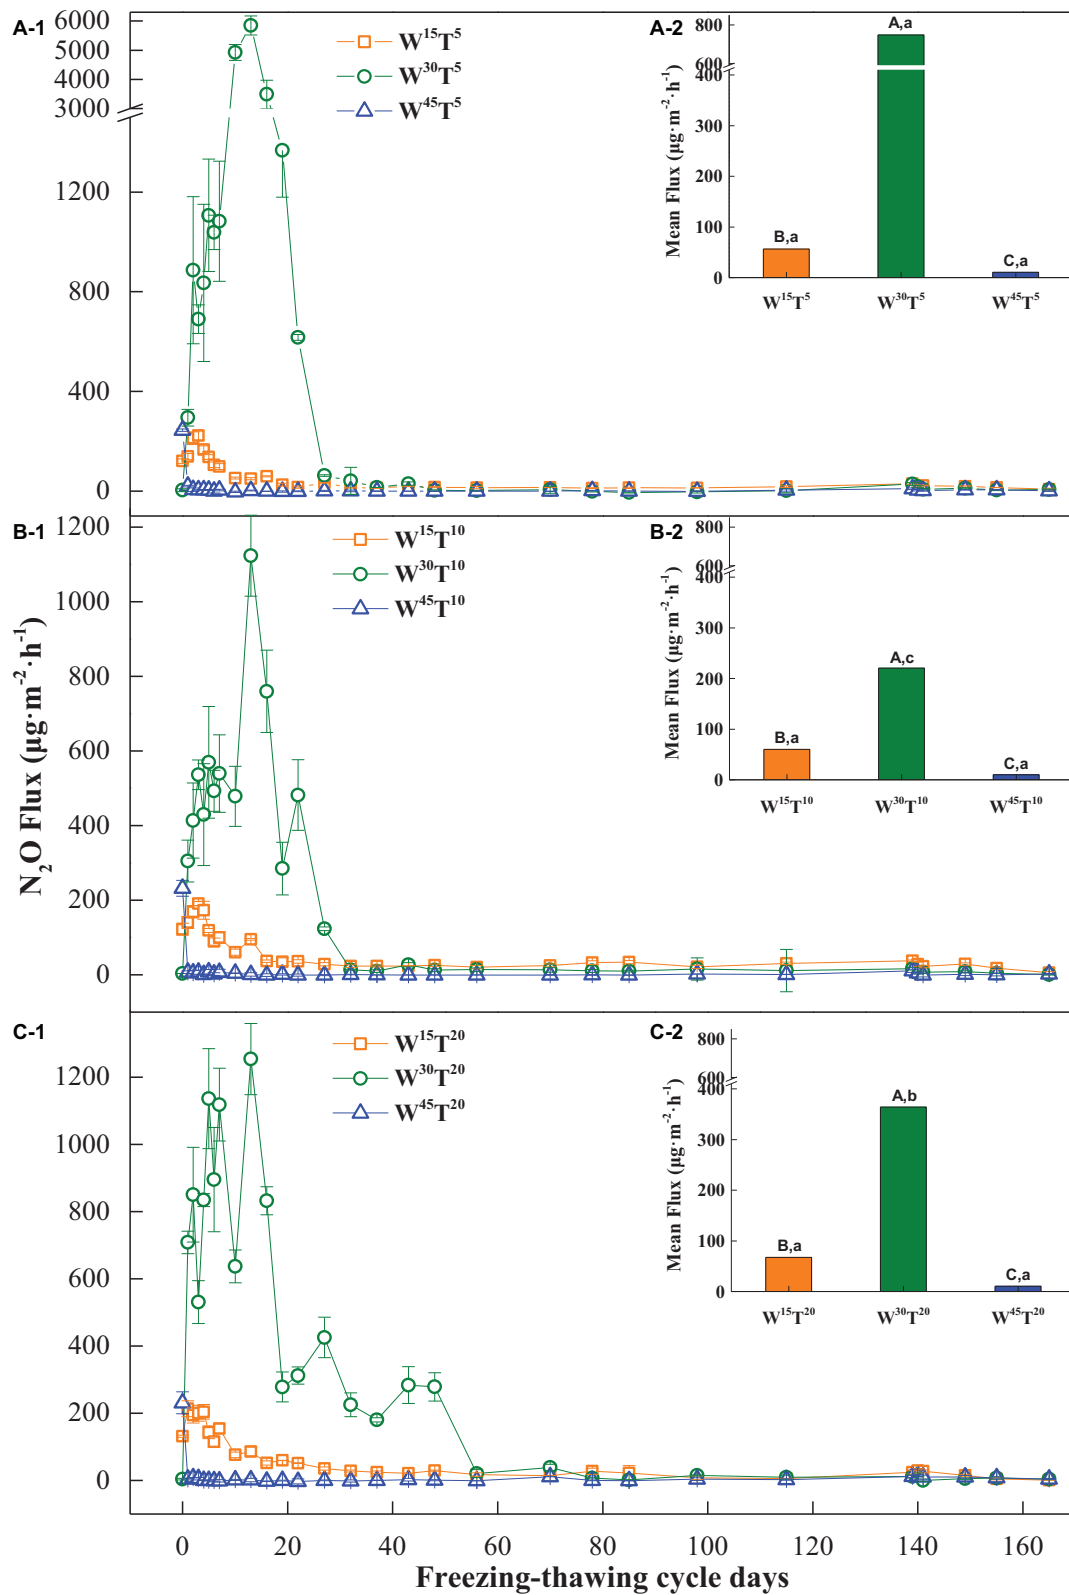 A-1
6000
5000
4000
3000
1200
800
400
0
W¹⁵T⁵
W³⁰T⁵
W⁴⁵T⁵
A-2
800
600
400
300
200
100
0
Mean Flux (µg·m⁻²·h⁻¹)
B,a
A,a
C,a
W¹⁵T⁵ W³⁰T⁵ W⁴⁵T⁵
B-1
1200
1000
800
600
400
200
0
W¹⁵T¹⁰
W³⁰T¹⁰
W⁴⁵T¹⁰
B-2
800
600
400
300
200
100
0
Mean Flux (µg·m⁻²·h⁻¹)
B,a
A,c
C,a
W¹⁵T¹⁰ W³⁰T¹⁰ W⁴⁵T¹⁰
N₂O Flux (µg·m⁻²·h⁻¹)
C-1
1200
1000
800
600
400
200
0
W¹⁵T²⁰
W³⁰T²⁰
W⁴⁵T²⁰
C-2
800
600
400
300
200
100
0
Mean Flux (µg·m⁻²·h⁻¹)
B,a
A,b
C,a
W¹⁵T²⁰ W³⁰T²⁰ W⁴⁵T²⁰
0 20 40 60 80 100 120 140 160
Freezing-thawing cycle days